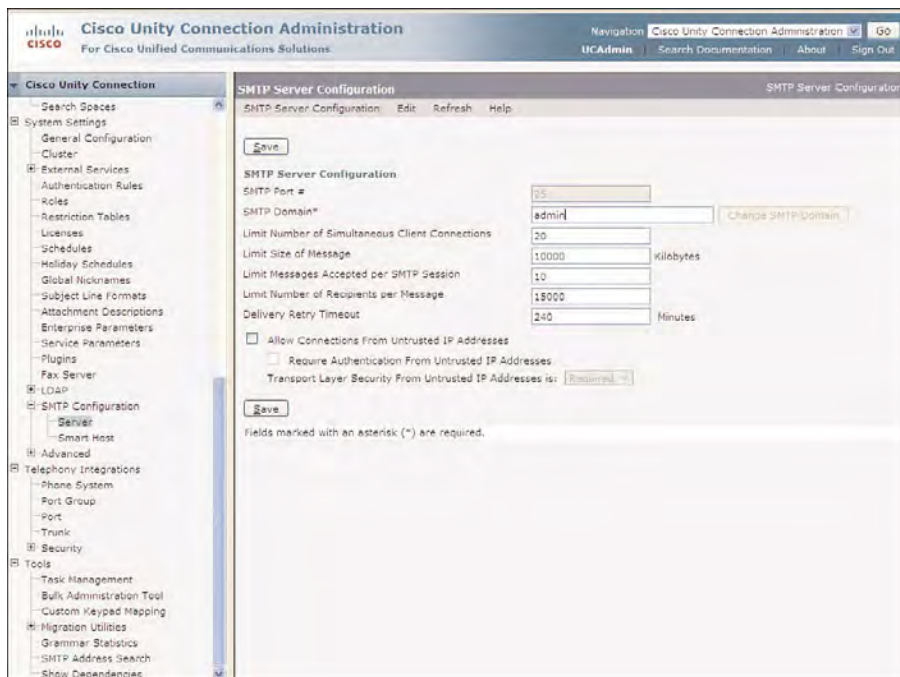 Cisco Unity Connection Administration
For Cisco Unified Communications Solutions
cisco
Navigation Cisco Unity Connection Administration Go
UCAdmin Search Documentation About Sign Out
Cisco Unity Connection
Search Spaces
System Settings
General Configuration
Cluster
External Services
Authentication Rules
Roles
Restriction Tables
Licenses
Schedules
Holiday Schedules
Global Nicknames
Subject Line Formats
Attachment Descriptions
Enterprise Parameters
Service Parameters
Plugins
Fax Server
LDAP
SMTP Configuration
Server
Smart Host
Advanced
Telephony Integrations
Phone System
Port Group
Port
Trunk
Security
Tools
Task Management
Bulk Administration Tool
Custom Keypad Mapping
Migration Utilities
Grammar Statistics
SMTP Address Search
Show Dependencies
SMTP Server Configuration
SMTP Server Configuration
SMTP Server Configuration Edit Refresh Help
Save
SMTP Server Configuration
SMTP Port # 25
SMTP Domain* admin Change SMTP Domain
Limit Number of Simultaneous Client Connections 20
Limit Size of Message 10000 Kilobytes
Limit Messages Accepted per SMTP Session 10
Limit Number of Recipients per Message 15000
Delivery Retry Timeout 240 Minutes
Allow Connections From Untrusted IP Addresses
Require Authentication From Untrusted IP Addresses
Transport Layer Security From Untrusted IP Addresses is: Required
Save
Fields marked with an asterisk (*) are required.